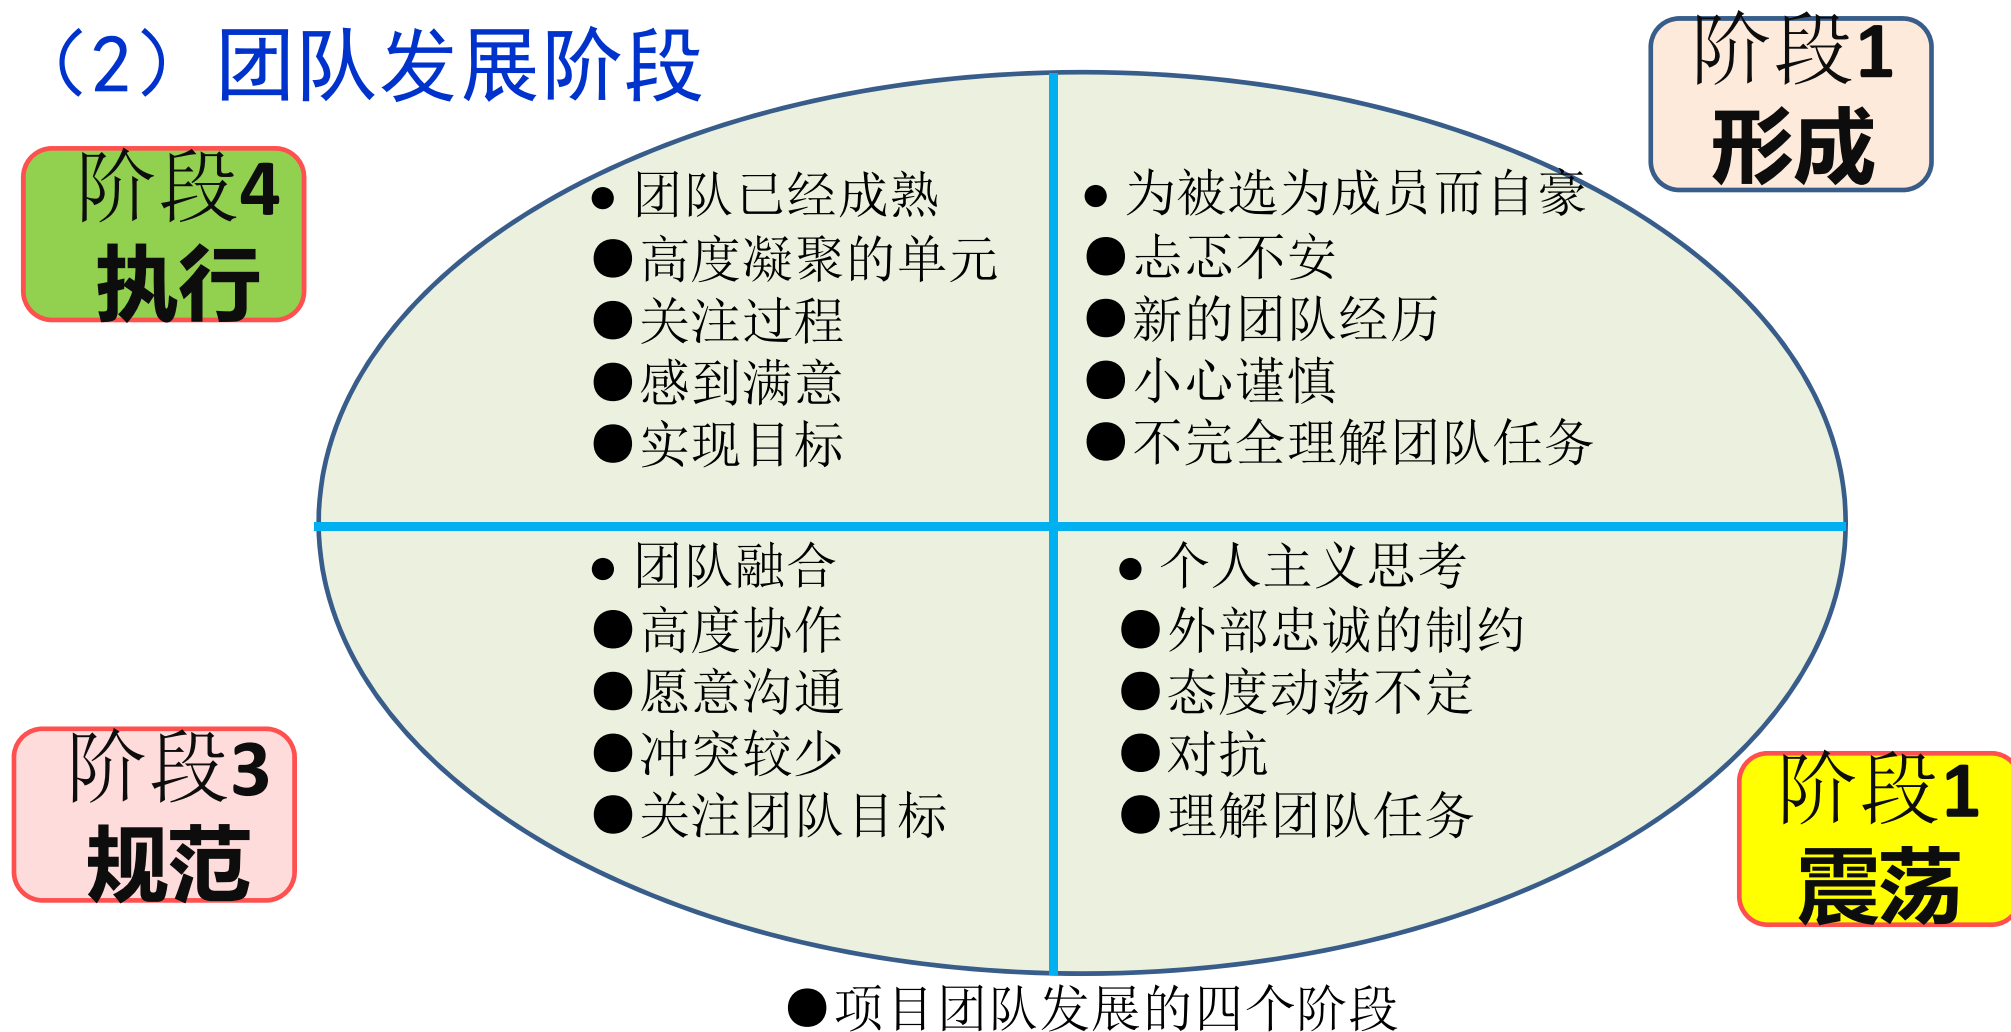 （2）团队发展阶段
阶段1
形成
阶段4
执行
●团队已经成熟
●高度凝聚的单元
●关注过程
●感到满意
●实现目标
●为被选为成员而自豪
●忐忑不安
●新的团队经历
●小心谨慎
●不完全理解团队任务
●团队融合
●高度协作
●愿意沟通
●冲突较少
●关注团队目标
●个人主义思考
●外部忠诚的制约
●态度动荡不定
●对抗
●理解团队任务
阶段3
规范
阶段1
震荡
●项目团队发展的四个阶段